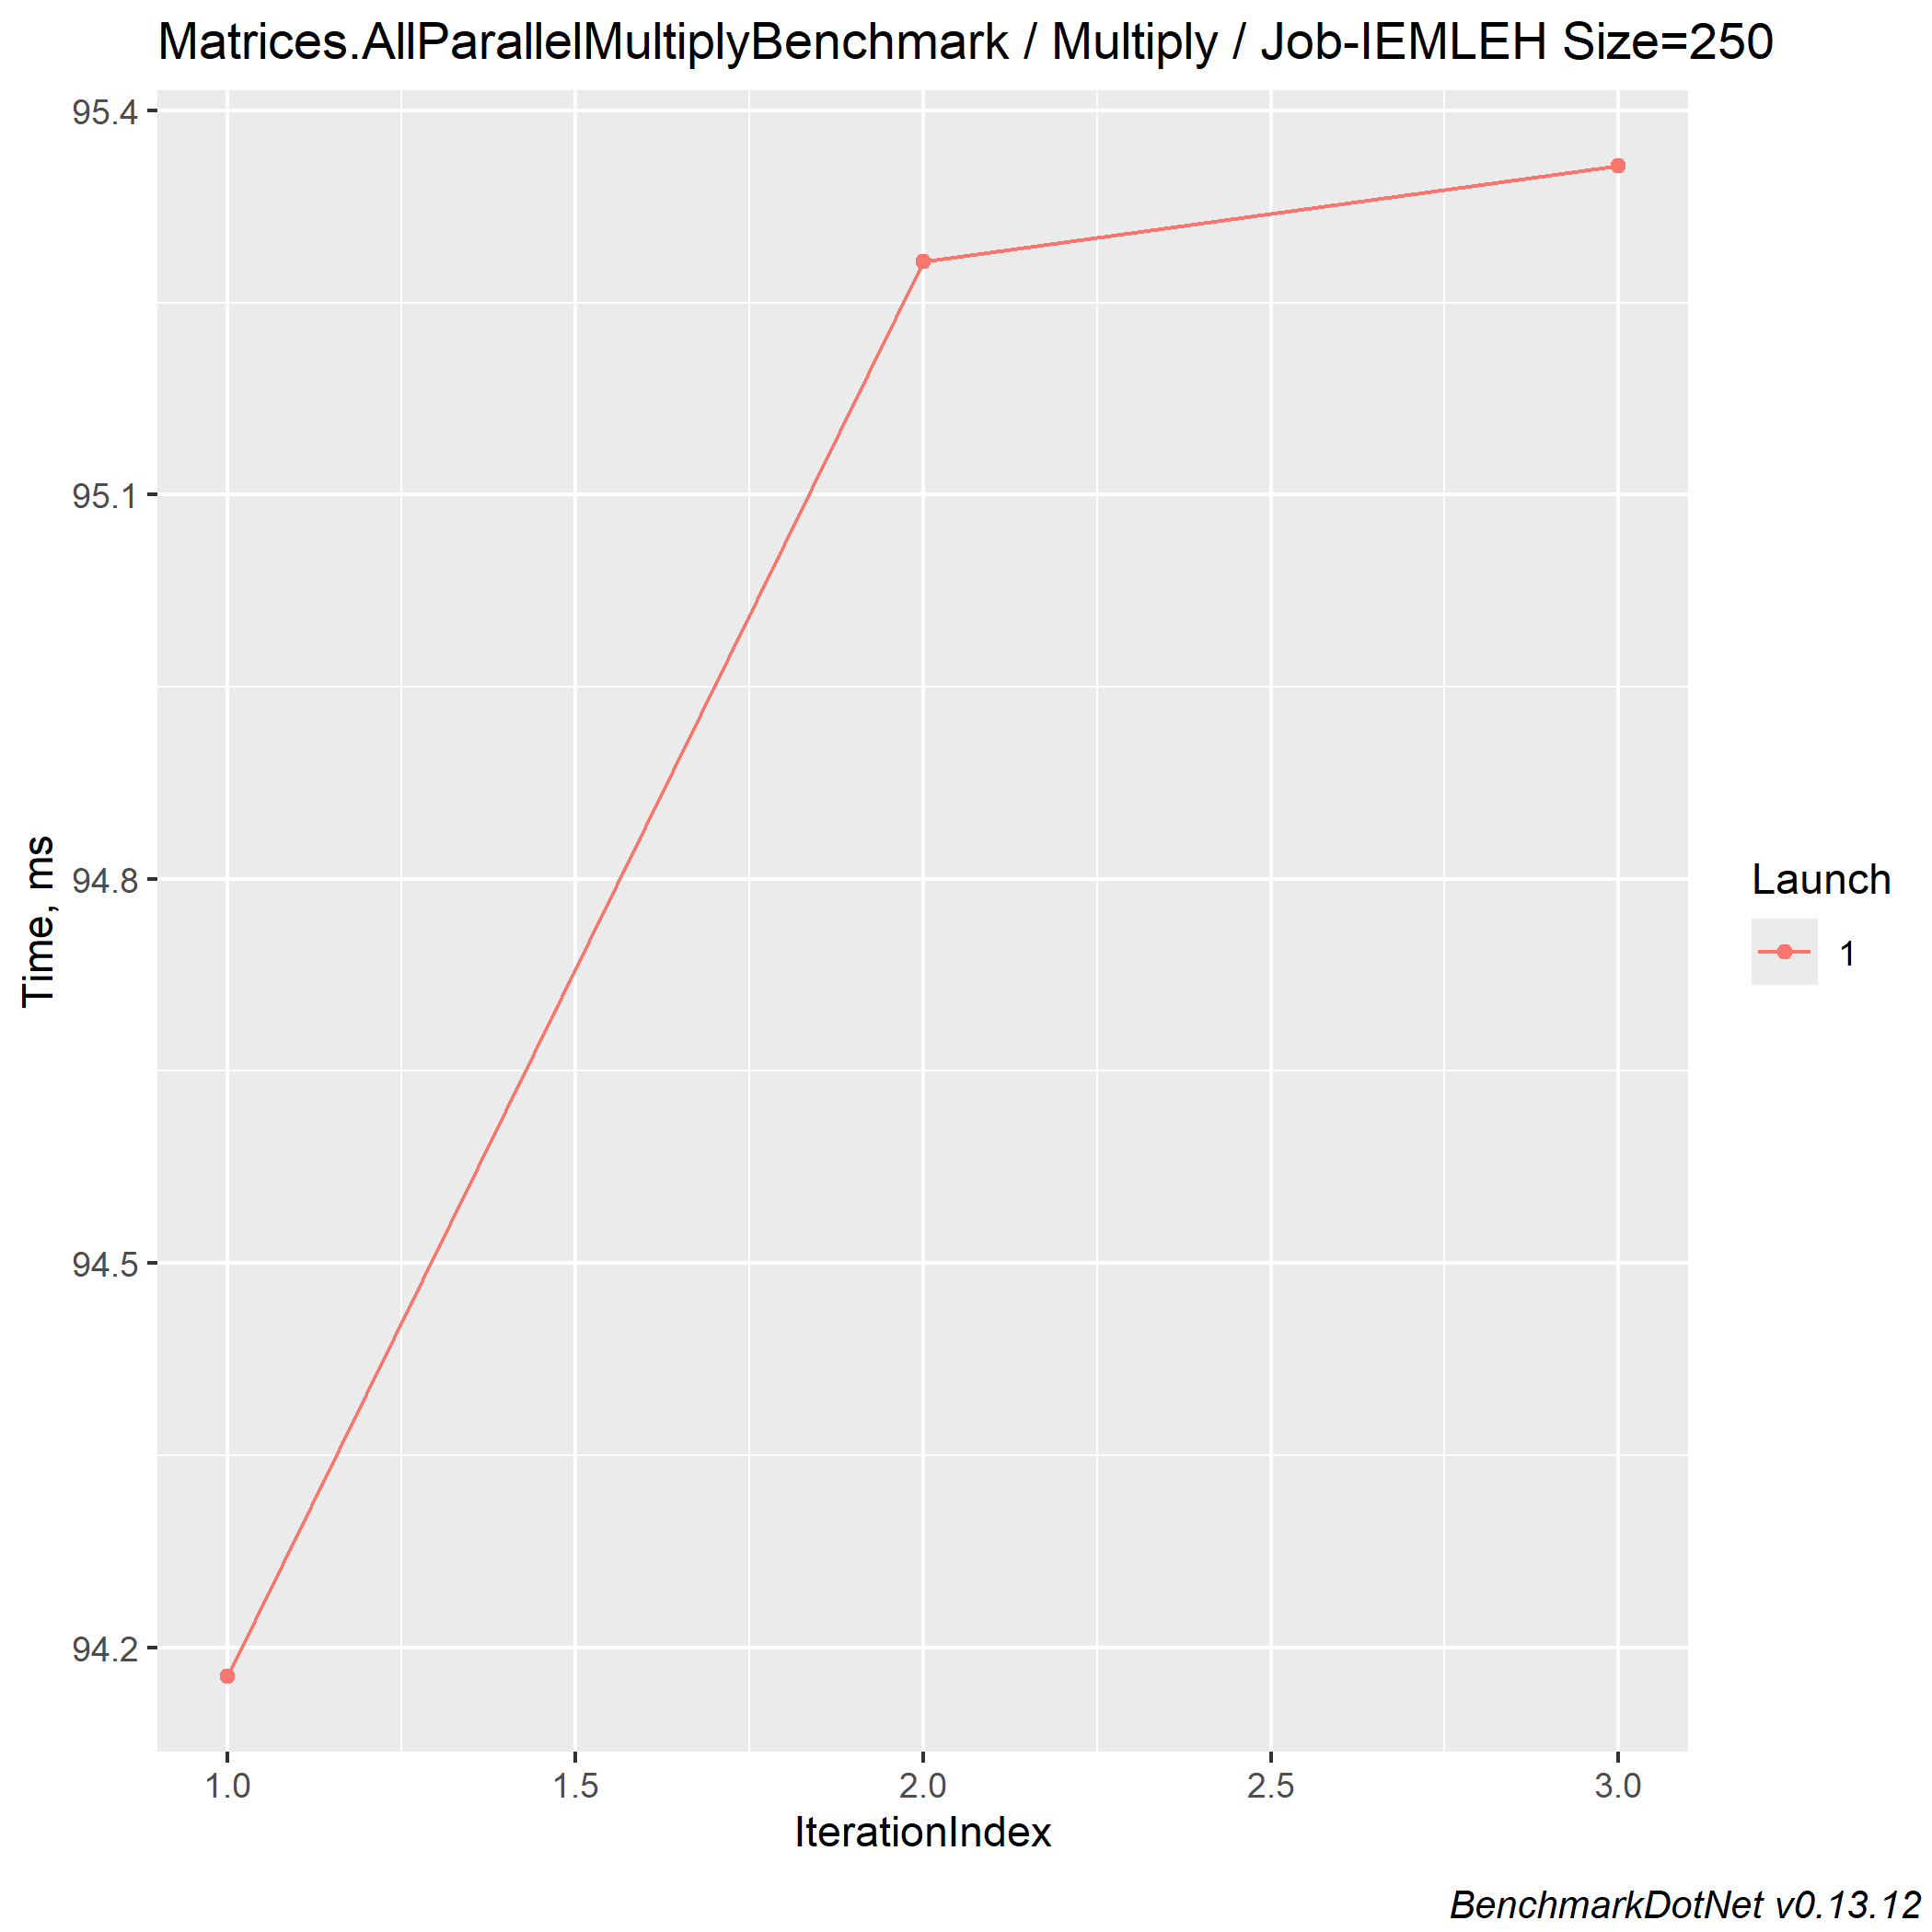 Matrices.AllParallelMultiplyBenchmark / Multiply / Job-IEMLEH Size=250
95.4
95.1
94.8
94.5
94.2
Time, ms
1.0 1.5 2.0 2.5 3.0
IterationIndex
Launch
1
BenchmarkDotNet v0.13.12